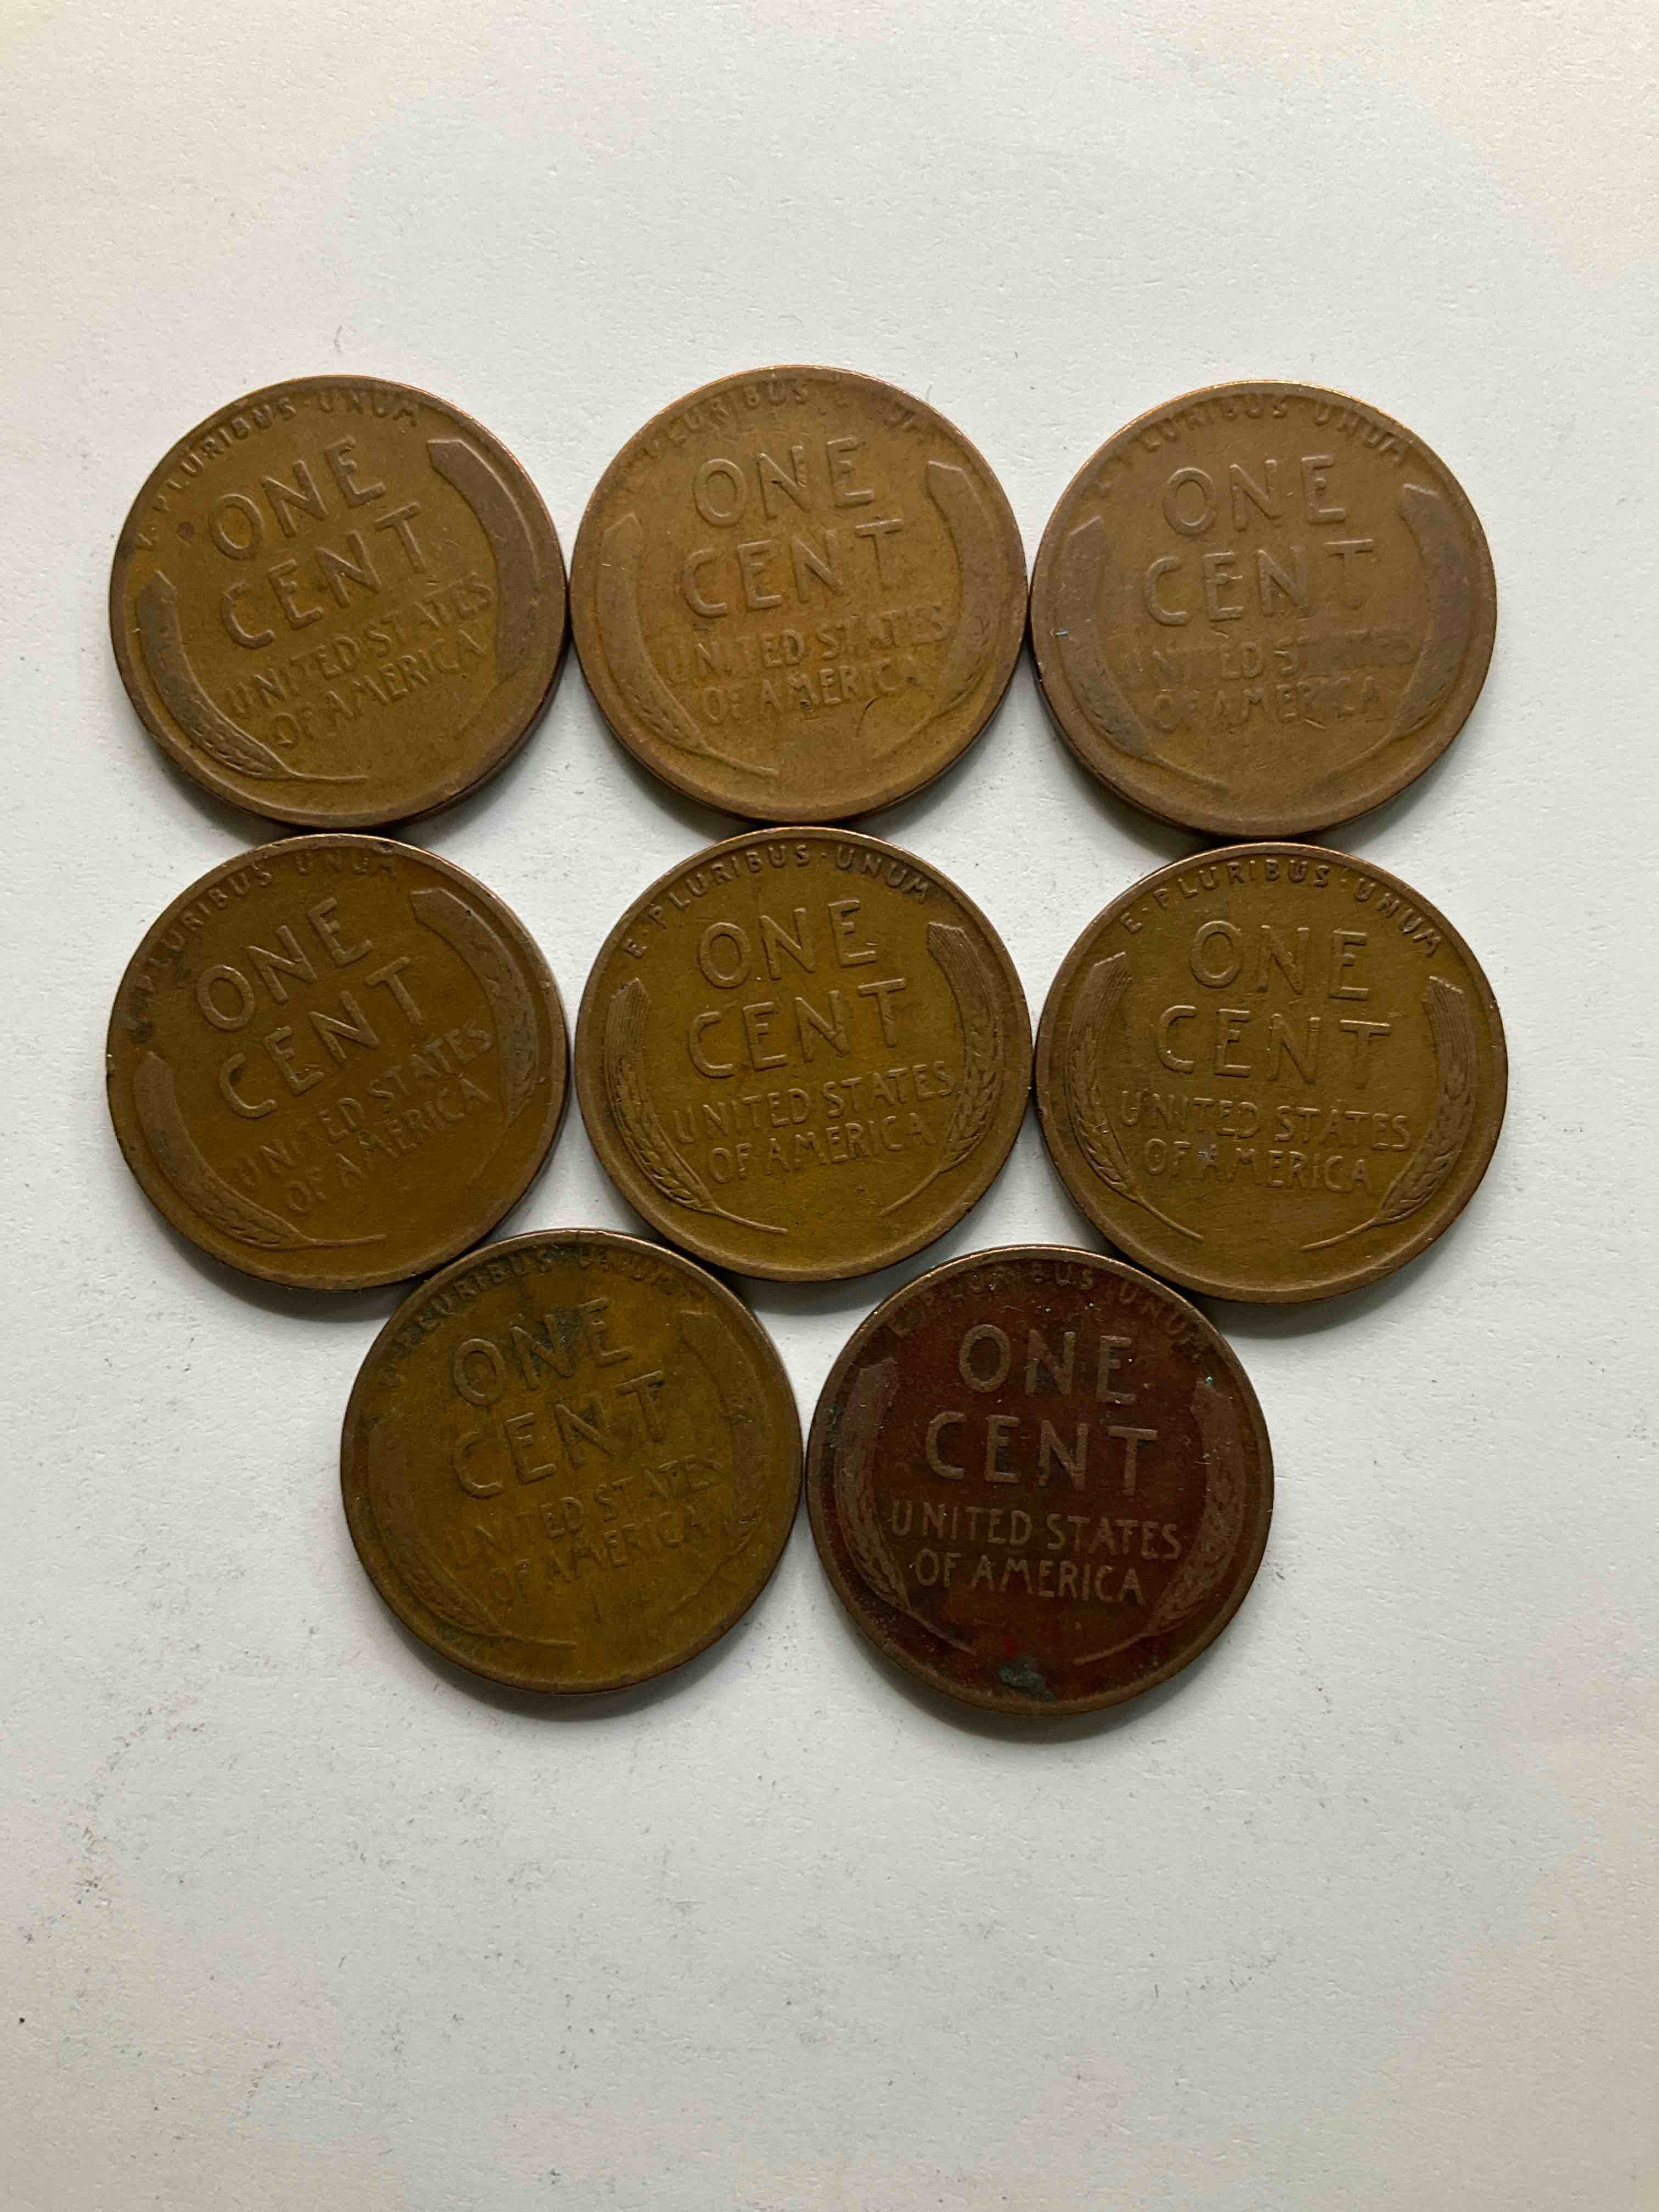 E·PLURIBUS·UNUM
ONE
CENT
UNITED STATES
OF AMERICA
PLURIBUS
ONE
CENT
UNITED STATES
OF AMERICA
UNUM
ONE
CENT
OF AMERICA
PLURIBUS UNUM
ONE
CENT
UNITED STATES
OF AMERICA
E·PLURIBUS·UNUM
ONE
CENT
UNITED STATES
OF AMERICA
E·PLURIBUS·UNUM
ONE
CENT
UNITED STATES
OF AMERICA
PLURIBUS·UNUM
ONE
CENT
UNITED STATES
OF AMERICA
E·PLURIBUS·UNUM
ONE
CENT
UNITED STATES
OF AMERICA